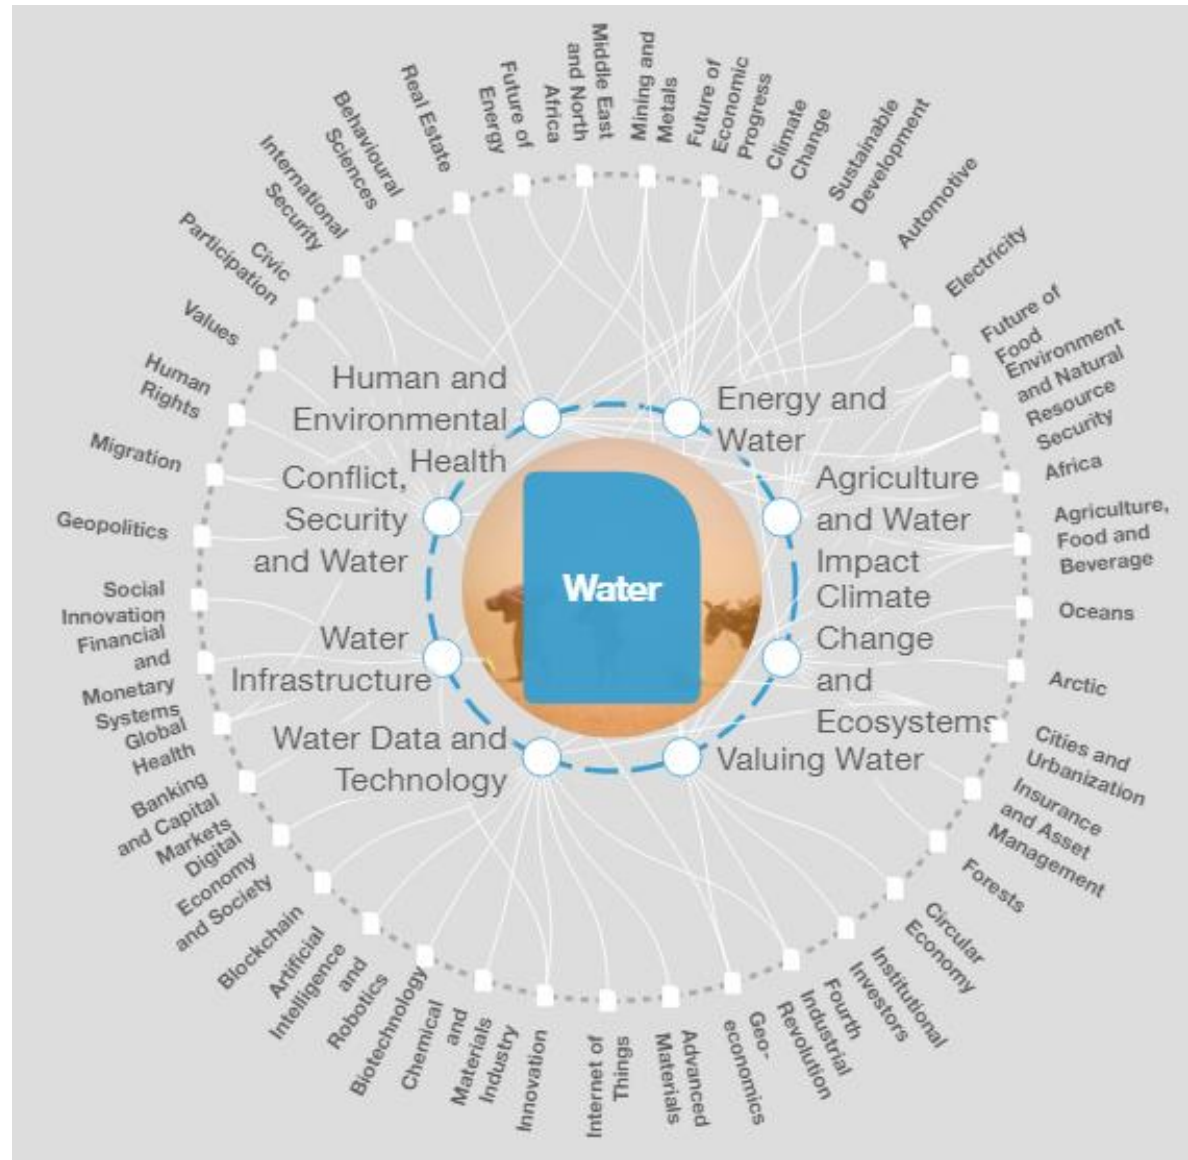 Middle East
and North
Africa
Mining and
Metals
Future of
Economic
Progress
Climate
Change
Sustainable
Development
Automotive
Electricity
Future of
Food
Environment
and Natural
Resource
Security
Africa
Agriculture,
Food and
Beverage
Oceans
Arctic
Cities and
Urbanization
Insurance
and Asset
Management
Forests
Circular
Economy
Institutional
Investors
Fourth
Industrial
Revolution
Geo-
economics
Advanced
Materials
Internet of
Things
Innovation
Chemical
and
Materials
Industry
Biotechnology
Artificial
Intelligence
and
Robotics
Blockchain
Digital
Economy
and Society
Banking
and Capital
Markets
Global
Health
Financial
and
Monetary
Systems
Social
Innovation
Geopolitics
Migration
Human
Rights
Values
Civic
Participation
International
Security
Behavioural
Sciences
Real Estate
Future of
Energy
Human and
Environmental
Health
Energy and
Water
Conflict,
Security
and Water
Agriculture
and Water
Impact
Water
Water
Infrastructure
Climate
Change
and
Ecosystems
Water Data and
Technology
Valuing Water